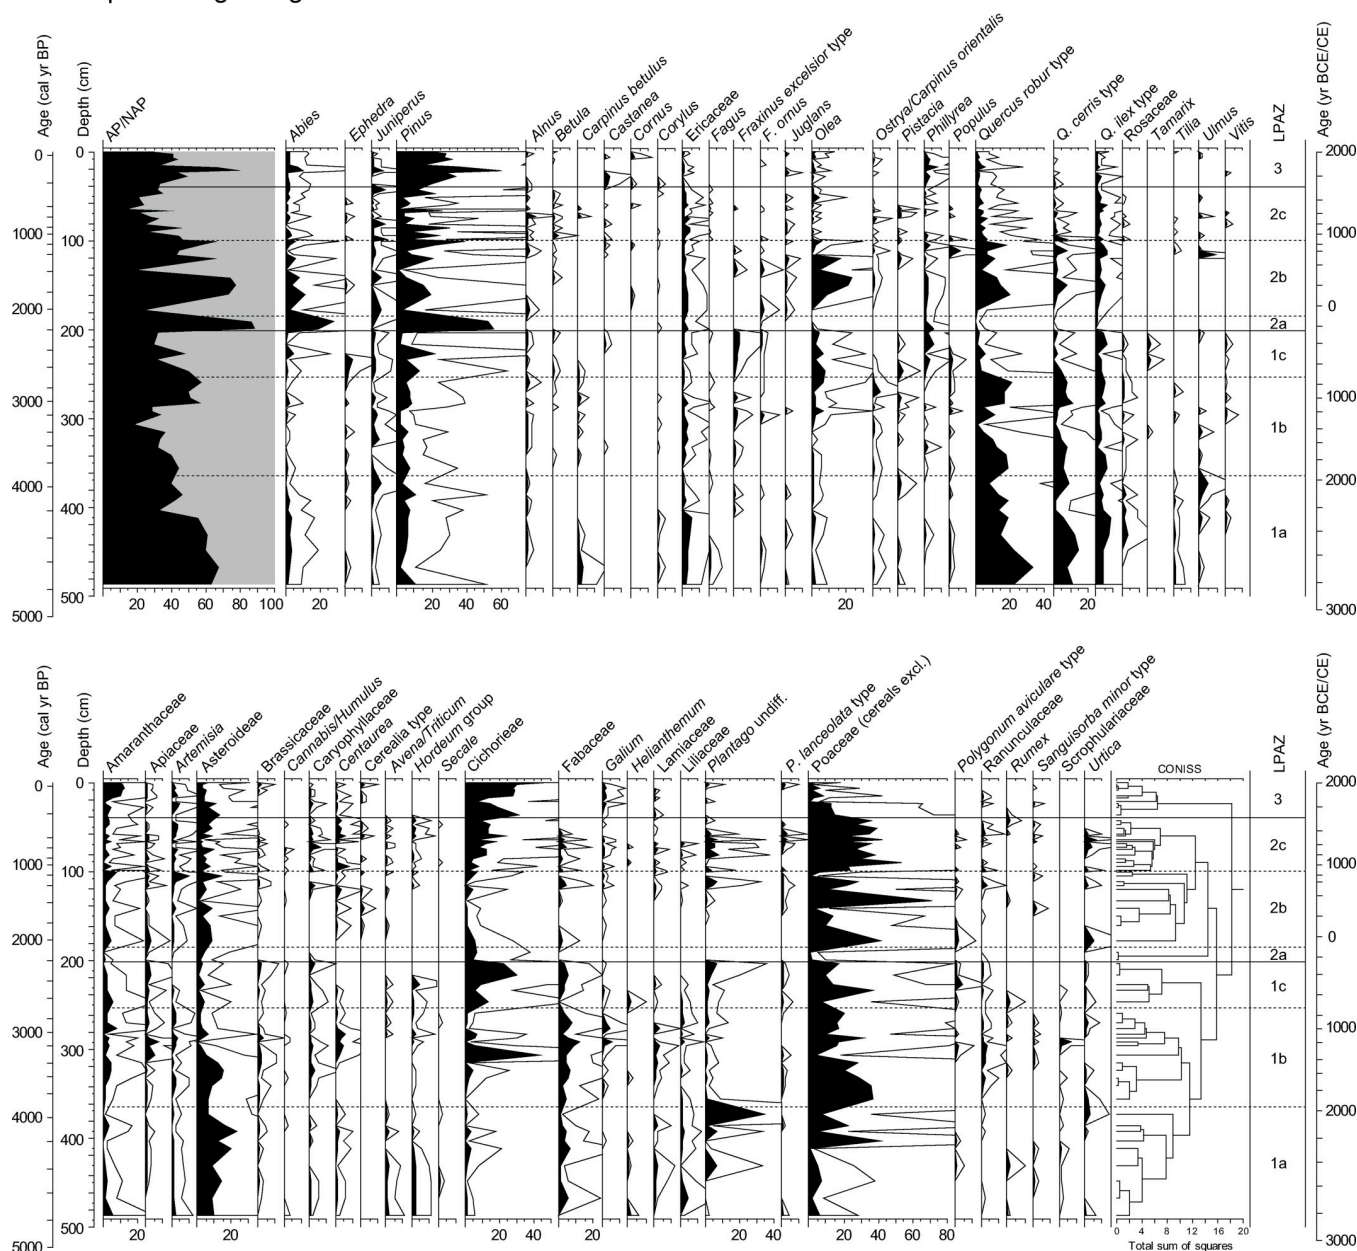 Age (cal yr BP)
Depth (cm)
AP/NAP
Abies
Ephedra
Juniperus
Pinus
Alnus
Betula
Carpinus betulus
Castanea
Cornus
Corylus
Ericaceae
Fagus
Fraxinus excelsior type
F. ornus
Juglans
Olea
Ostrya/Carpinus orientalis
Pistacia
Phillyrea
Populus
Quercus robur type
Q. cerris type
Q. ilex type
Rosaceae
Tamarix
Tilia
Ulmus
Vitis
LPAZ
Age (yr BCE/CE)
0
1000
2000
3000
4000
5000
0
100
200
300
400
500
3
2c
2b
2a
1c
1b
1a
2000
1000
0
1000
2000
3000
20 40 60 80 100 20 20 40 60 20 20 40 20
Age (cal yr BP)
Depth (cm)
Amaranthaceae
Apiaceae
Artemisia
Asteroideae
Brassicaceae
Cannabis/Humulus
Caryophyllaceae
Centaurea
Cerealia type
Avena/Triticum
Hordeum group
Secale
Cichorieae
Fabaceae
Galium
Helianthemum
Lamiaceae
Liliaceae
Plantago undiff.
P. lanceolata type
Poaceae (cereals excl.)
Polygonum aviculare type
Ranunculaceae
Rumex
Sanguisorba minor type
Scrophulariaceae
Urtica
CONISS
LPAZ
Age (yr BCE/CE)
0
1000
2000
3000
4000
5000
0
100
200
300
400
500
3
2c
2b
2a
1c
1b
1a
2000
1000
0
1000
2000
3000
20 20 20 40 20 20 20 40 60 80 0 4 8 12 16 20
Total sum of squares